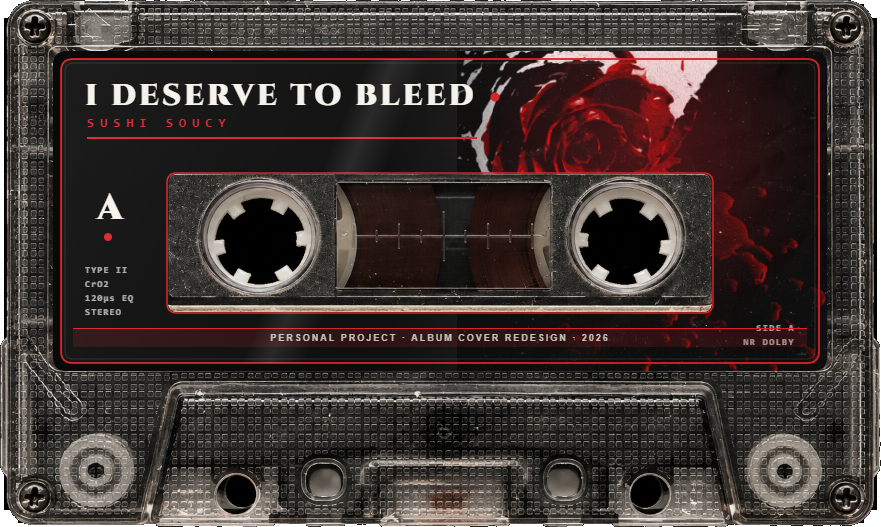 I DESERVE TO BLEED
SUSHI SOUCY
A
TYPE II
CrO2
120µs EQ
STEREO
PERSONAL PROJECT · ALBUM COVER REDESIGN · 2026
SIDE A
NR DOLBY